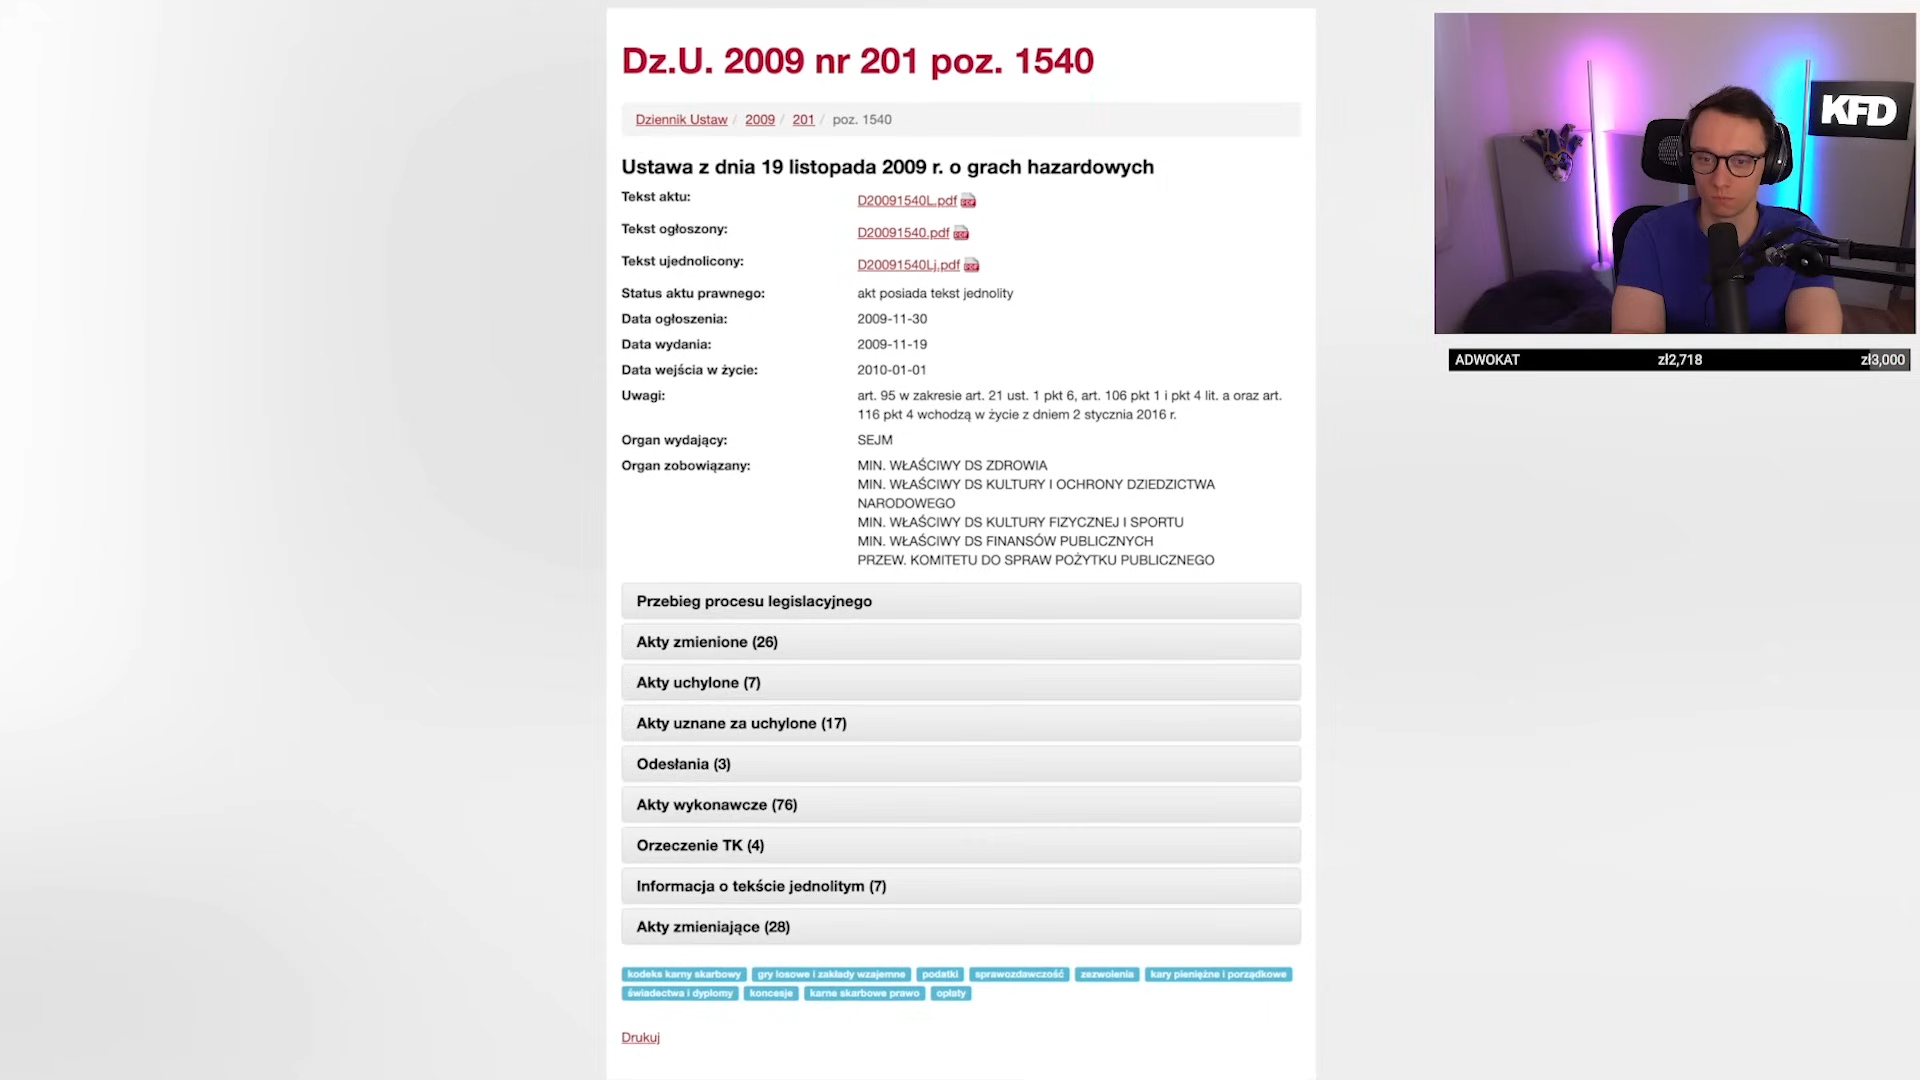 Dz.U. 2009 nr 201 poz. 1540
Dziennik Ustaw / 2009 / 201 / poz. 1540
Ustawa z dnia 19 listopada 2009 r. o grach hazardowych
Tekst aktu: D20091540L.pdf
Tekst ogłoszony: D20091540.pdf
Tekst ujednolicony: D20091540Lj.pdf
Status aktu prawnego: akt posiada tekst jednolity
Data ogłoszenia: 2009-11-30
Data wydania: 2009-11-19
Data wejścia w życie: 2010-01-01
Uwagi: art. 95 w zakresie art. 21 ust. 1 pkt 6, art. 106 pkt 1 i pkt 4 lit. a oraz art.
116 pkt 4 wchodzą w życie z dniem 2 stycznia 2016 r.
Organ wydający: SEJM
Organ zobowiązany: MIN. WŁAŚCIWY DS ZDROWIA
MIN. WŁAŚCIWY DS KULTURY I OCHRONY DZIEDZICTWA
NARODOWEGO
MIN. WŁAŚCIWY DS KULTURY FIZYCZNEJ I SPORTU
MIN. WŁAŚCIWY DS FINANSÓW PUBLICZNYCH
PRZEW. KOMITETU DO SPRAW POŻYTKU PUBLICZNEGO
Przebieg procesu legislacyjnego
Akty zmienione (26)
Akty uchylone (7)
Akty uznane za uchylone (17)
Odesłania (3)
Akty wykonawcze (76)
Orzeczenie TK (4)
Informacja o tekście jednolitym (7)
Akty zmieniające (28)
kodeks karny skarbowy gry losowe i zakłady wzajemne podatki sprawozdawczość zezwolenia kary pieniężne i porządkowe
świadectwa i dyplomy koncesje karne skarbowe prawo opłaty
Drukuj
KFD
ADWOKAT zł2,718 zł3,000